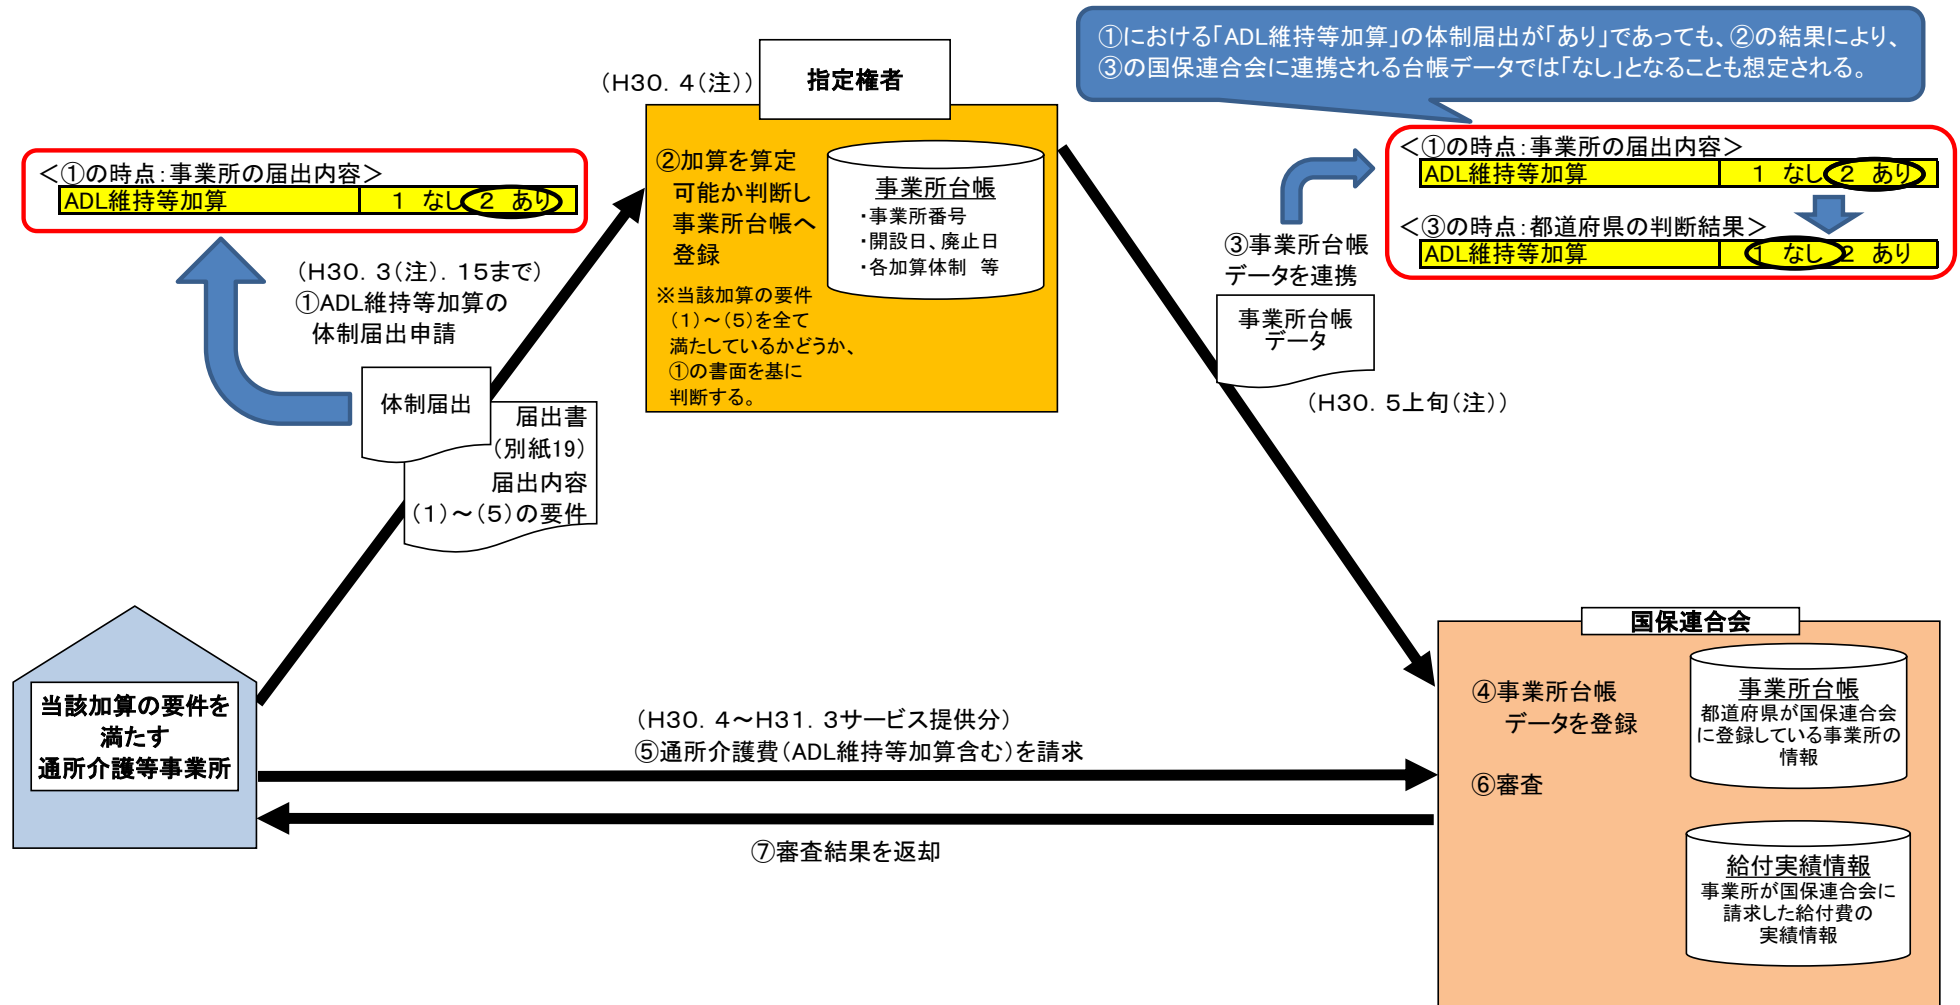 ①における「ADL維持等加算」の体制届出が「あり」であっても、②の結果により、
③の国保連合会に連携される台帳データでは「なし」となることも想定される。
(H30. 4(注))
指定権者
②加算を算定
可能か判断し
事業所台帳へ
登録
※当該加算の要件
(1)～(5)を全て
満たしているかどうか、
①の書面を基に
判断する。
事業所台帳
・事業所番号
・開設日、廃止日
・各加算体制 等
＜①の時点：事業所の届出内容＞
ADL維持等加算 1 なし 2 あり
(H30. 3(注). 15まで)
①ADL維持等加算の
体制届出申請
体制届出
届出書
(別紙19)
届出内容
(1)～(5)の要件
＜①の時点：事業所の届出内容＞
ADL維持等加算 1 なし 2 あり
＜③の時点：都道府県の判断結果＞
ADL維持等加算 1 なし 2 あり
③事業所台帳
データを連携
事業所台帳
データ
(H30. 5上旬(注))
当該加算の要件を
満たす
通所介護等事業所
(H30. 4～H31. 3サービス提供分)
⑤通所介護費(ADL維持等加算含む)を請求
⑦審査結果を返却
国保連合会
④事業所台帳
データを登録
⑥審査
事業所台帳
都道府県が国保連合会
に登録している事業所の
情報
給付実績情報
事業所が国保連合会に
請求した給付費の
実績情報